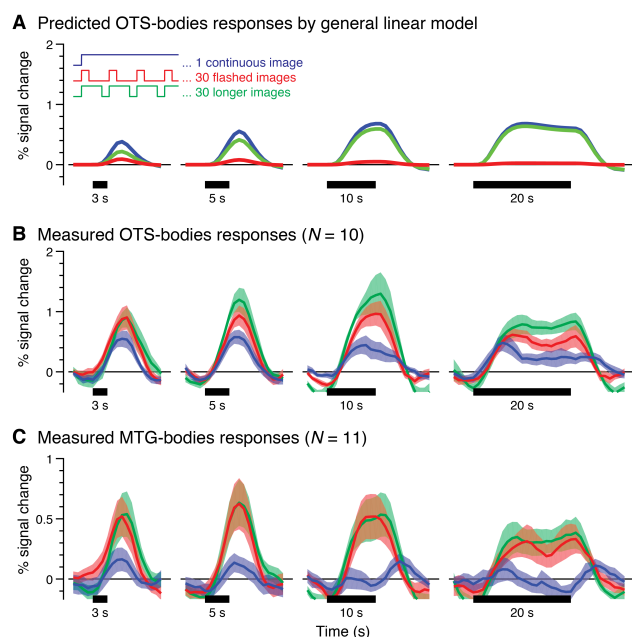 A Predicted OTS-bodies responses by general linear model
2
1
0
% signal change
... 1 continuous image
... 30 flashed images
... 30 longer images
3 s 5 s 10 s 20 s
B Measured OTS-bodies responses (N = 10)
2
1
0
% signal change
3 s 5 s 10 s 20 s
C Measured MTG-bodies responses (N = 11)
1
0.5
0
% signal change
3 s 5 s 10 s 20 s
Time (s)